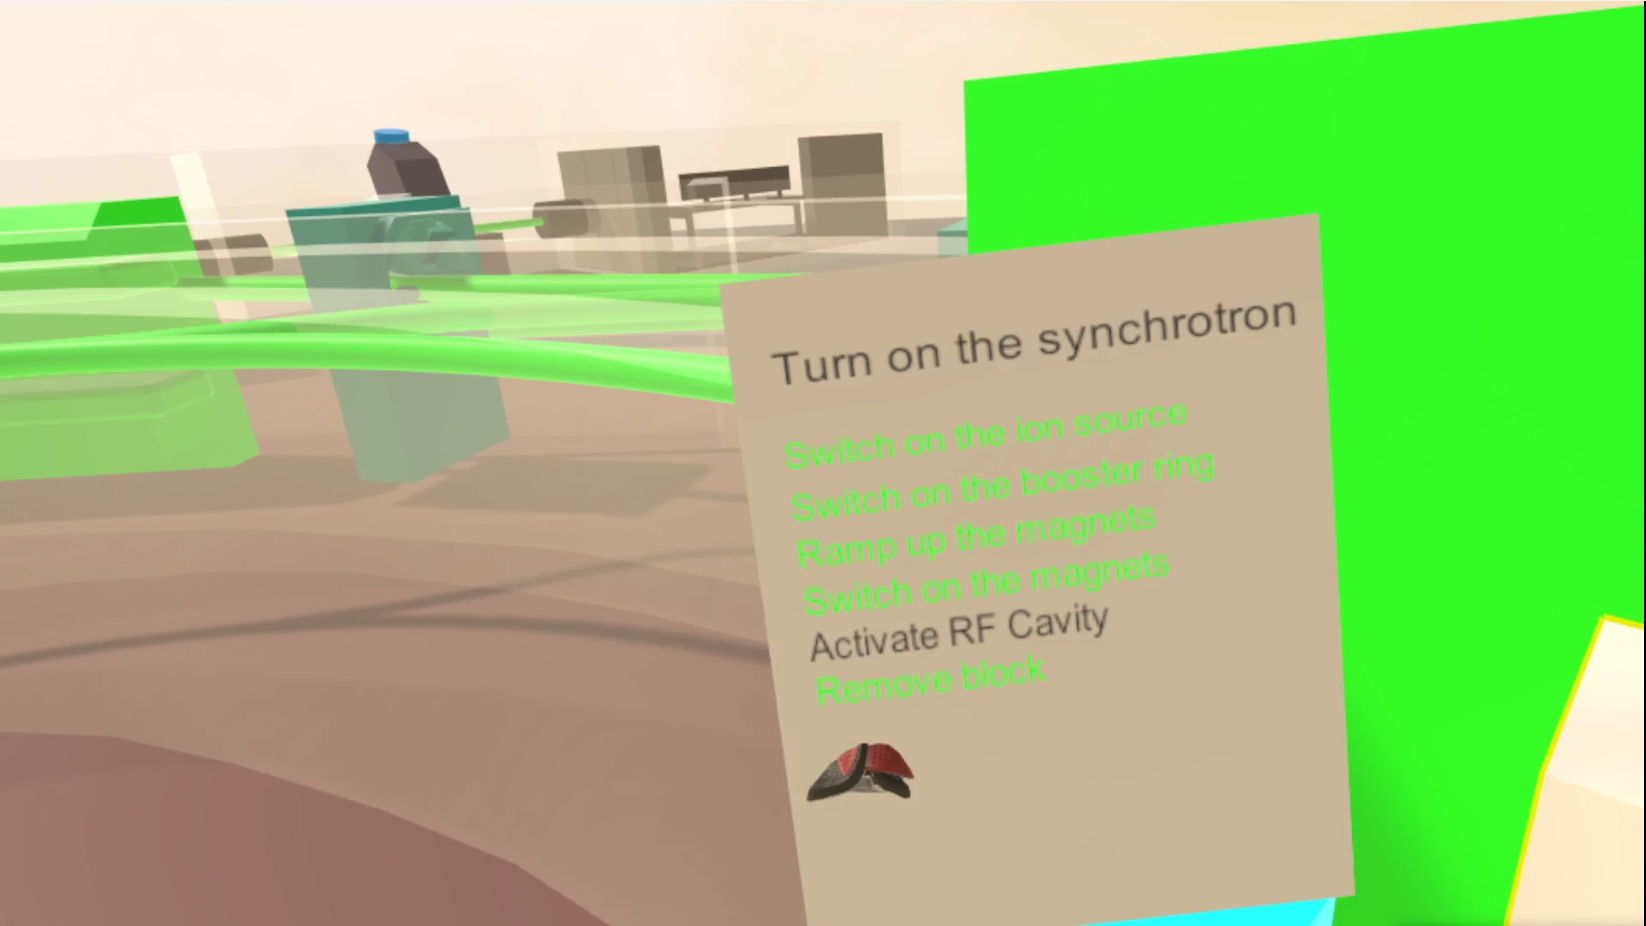 Turn on the synchrotron
Switch on the ion source
Switch on the booster ring
Ramp up the magnets
Switch on the magnets
Activate RF Cavity
Remove block